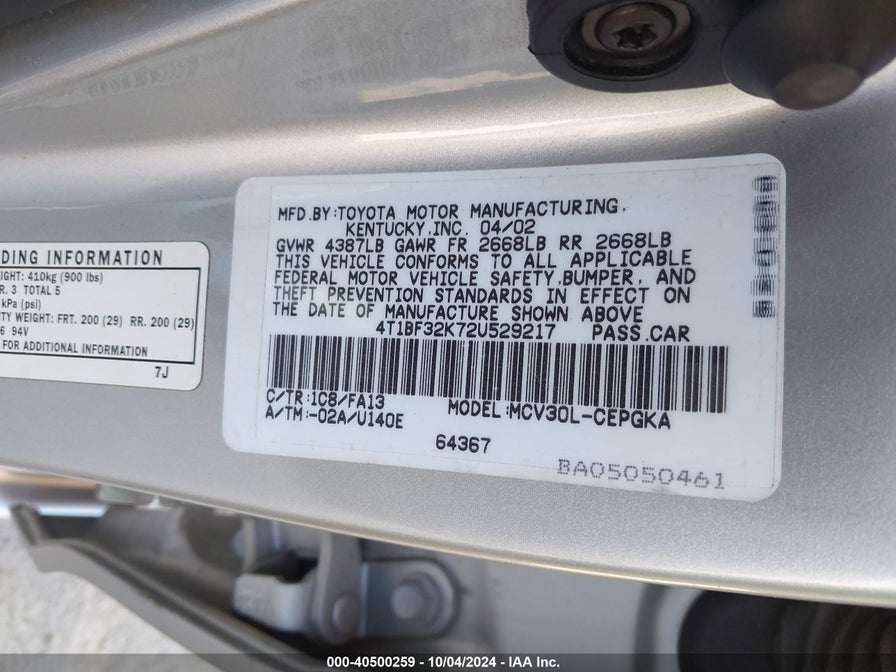 MFD.BY:TOYOTA MOTOR MANUFACTURING,
KENTUCKY,INC. 04/02
GVWR 4387LB GAWR FR 2668LB RR 2668LB
THIS VEHICLE CONFORMS TO ALL APPLICABLE
FEDERAL MOTOR VEHICLE SAFETY,BUMPER, AND
THEFT PREVENTION STANDARDS IN EFFECT ON
THE DATE OF MANUFACTURE SHOWN ABOVE
4T1BF32K72U529217 PASS.CAR
C/TR:1C8/FA13 MODEL:MCV30L-CEPGKA
A/TM:-02A/U140E
64367
BA05050461
DING INFORMATION
IGHT: 410kg (900 lbs)
R. 3 TOTAL 5
kPa (psi)
ITY WEIGHT: FRT. 200 (29) RR. 200 (29)
6 94V
7J
000-40500259 - 10/04/2024 - IAA Inc.